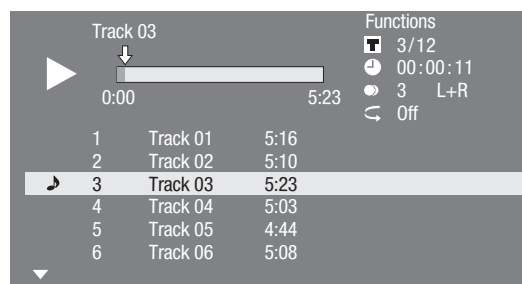 Track 03
0:00 5:23
Functions
T 3/12
00:00:11
3 L+R
Off
1 Track 01 5:16
2 Track 02 5:10
3 Track 03 5:23
4 Track 04 5:03
5 Track 05 4:44
6 Track 06 5:08